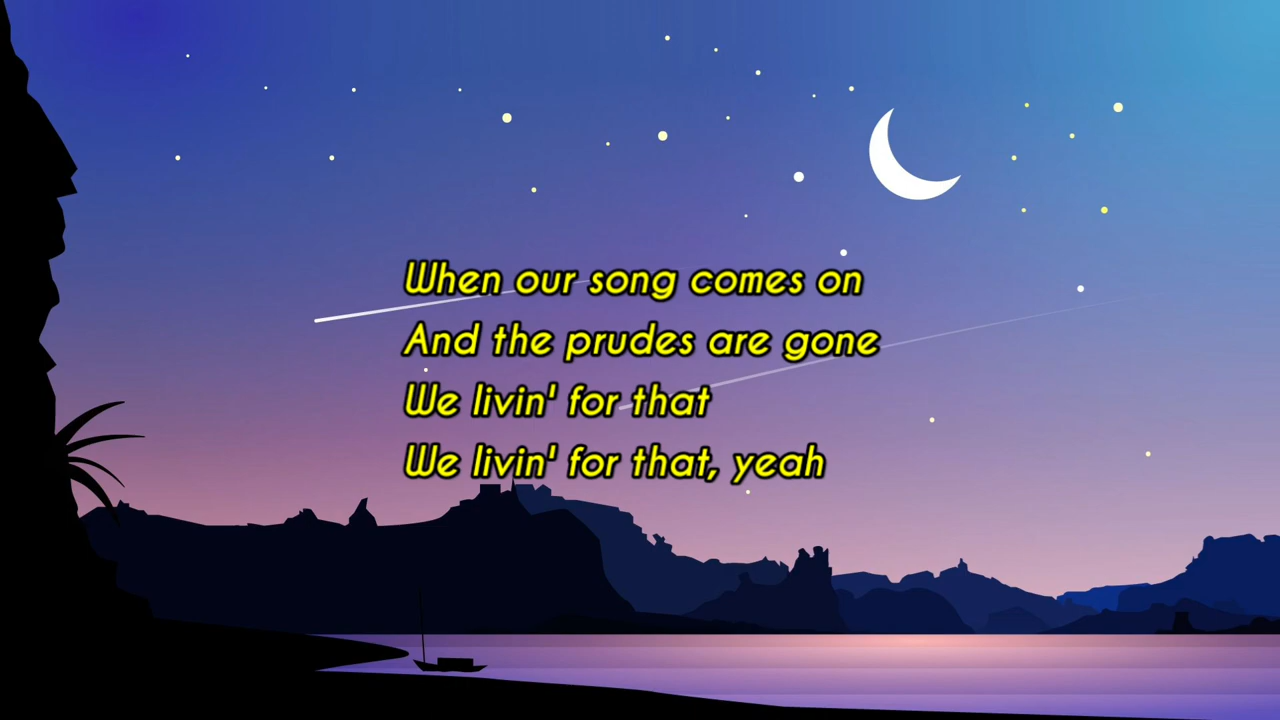 When our song comes on
And the prudes are gone
We livin' for that
We livin' for that, yeah